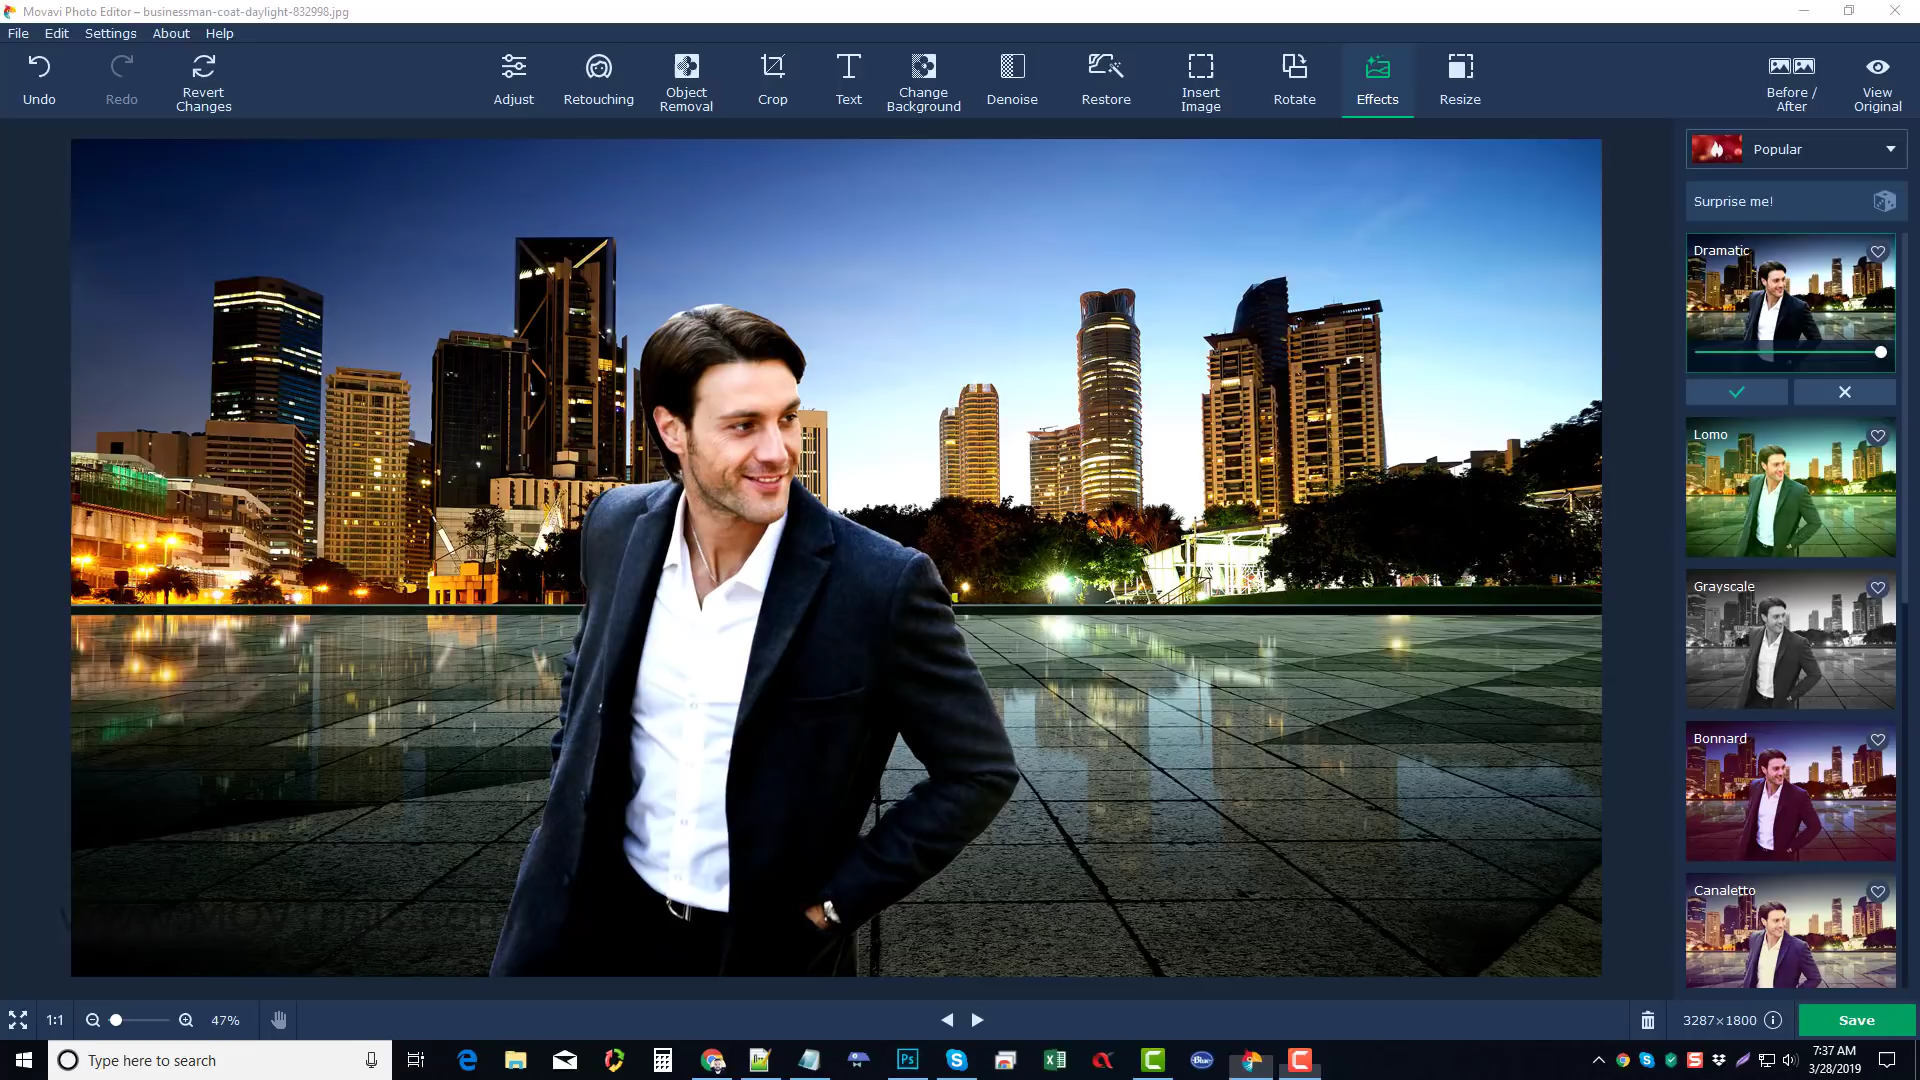 Movavi Photo Editor – businessman-coat-daylight-832998.jpg
File Edit Settings About Help
Undo
Redo
Revert Changes
Adjust
Retouching
Object Removal
Crop
Text
Change Background
Denoise
Restore
Insert Image
Rotate
Effects
Resize
Before / After
View Original
Popular
Surprise me!
Dramatic
Lomo
Grayscale
Bonnard
Canaletto
1:1
47%
3287×1800
Save
Type here to search
7:37 AM
3/28/2019